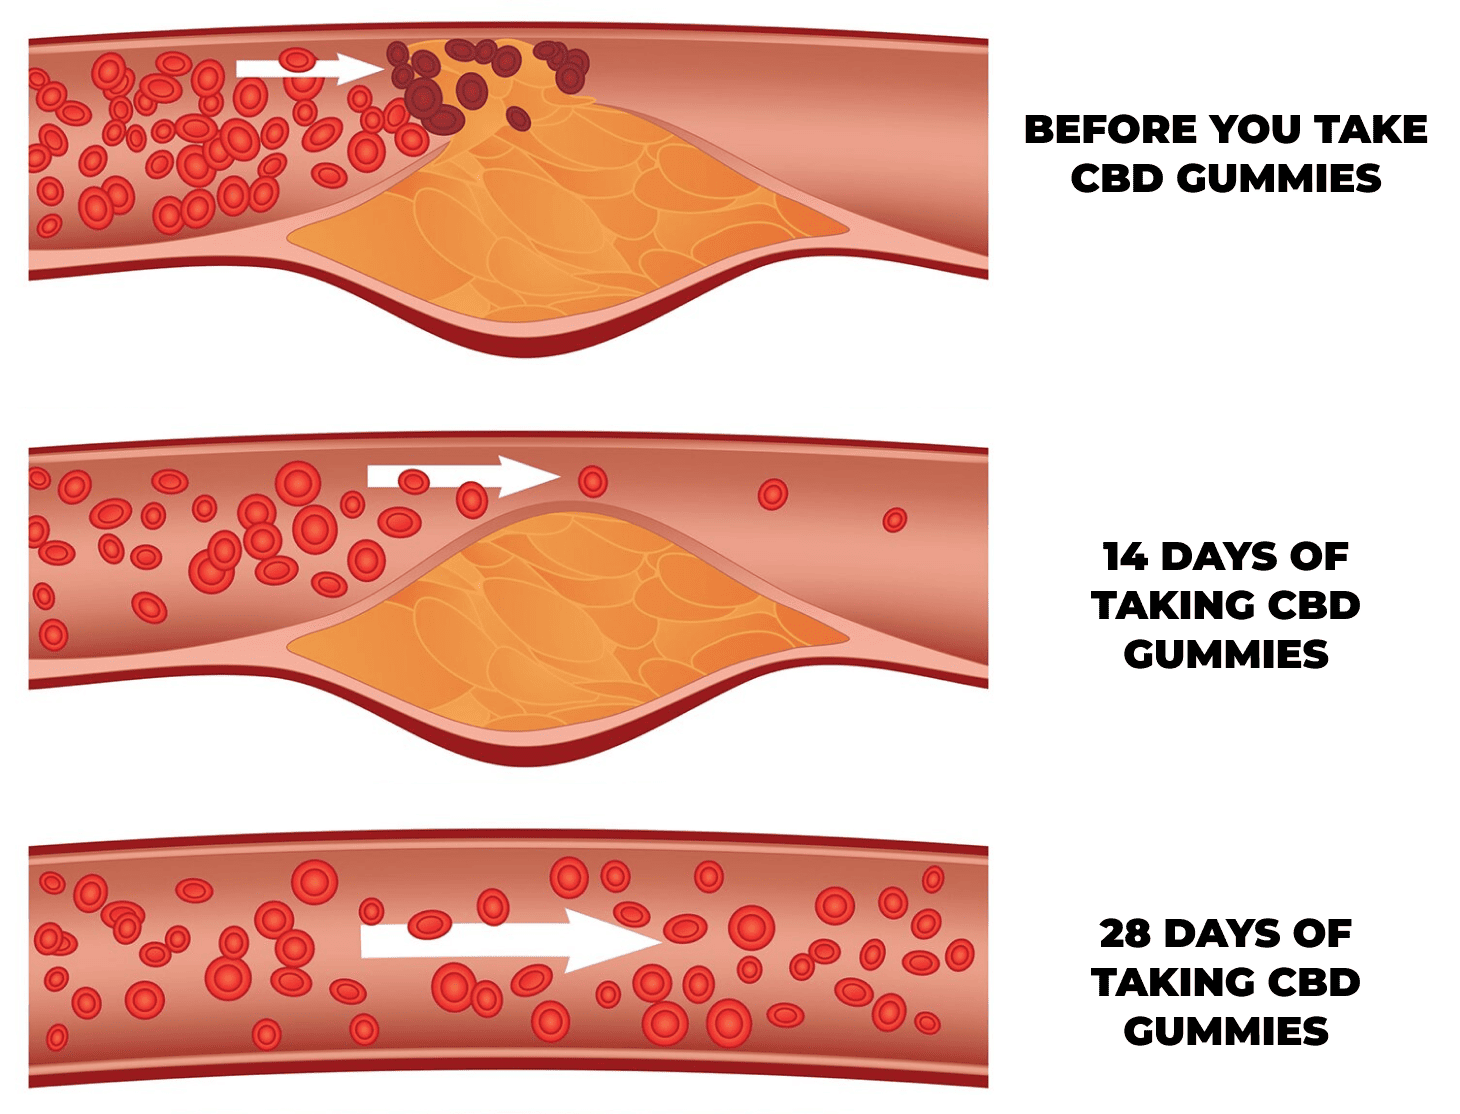 BEFORE YOU TAKE
CBD GUMMIES
14 DAYS OF
TAKING CBD
GUMMIES
28 DAYS OF
TAKING CBD
GUMMIES